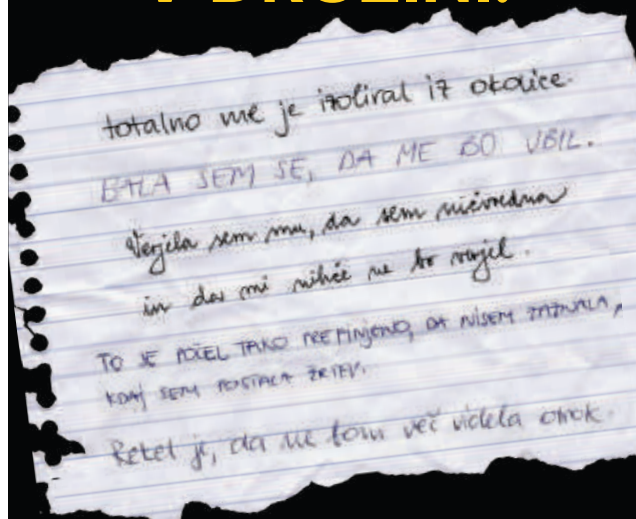 V DRUŽINI?
totalno me je izoliral iz okolice.
BALA SEM SE, DA ME BO UBIL.
Verjela sem mu, da sem ničvredna
in da mi nihče ne bo verjel.
TO JE POČEL TAKO PREFINJENO, DA NISEM ZAZNALA,
KDAJ SEM POSTALA ŽRTEV.
Rekel je, da ne bom več videla otrok.